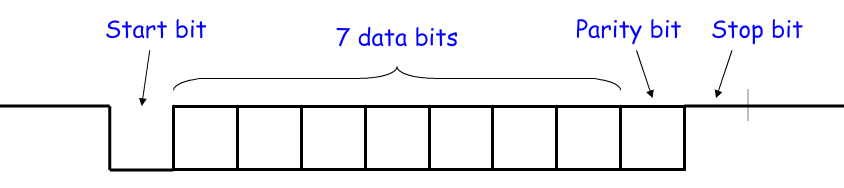 Start bit
7 data bits
Parity bit
Stop bit